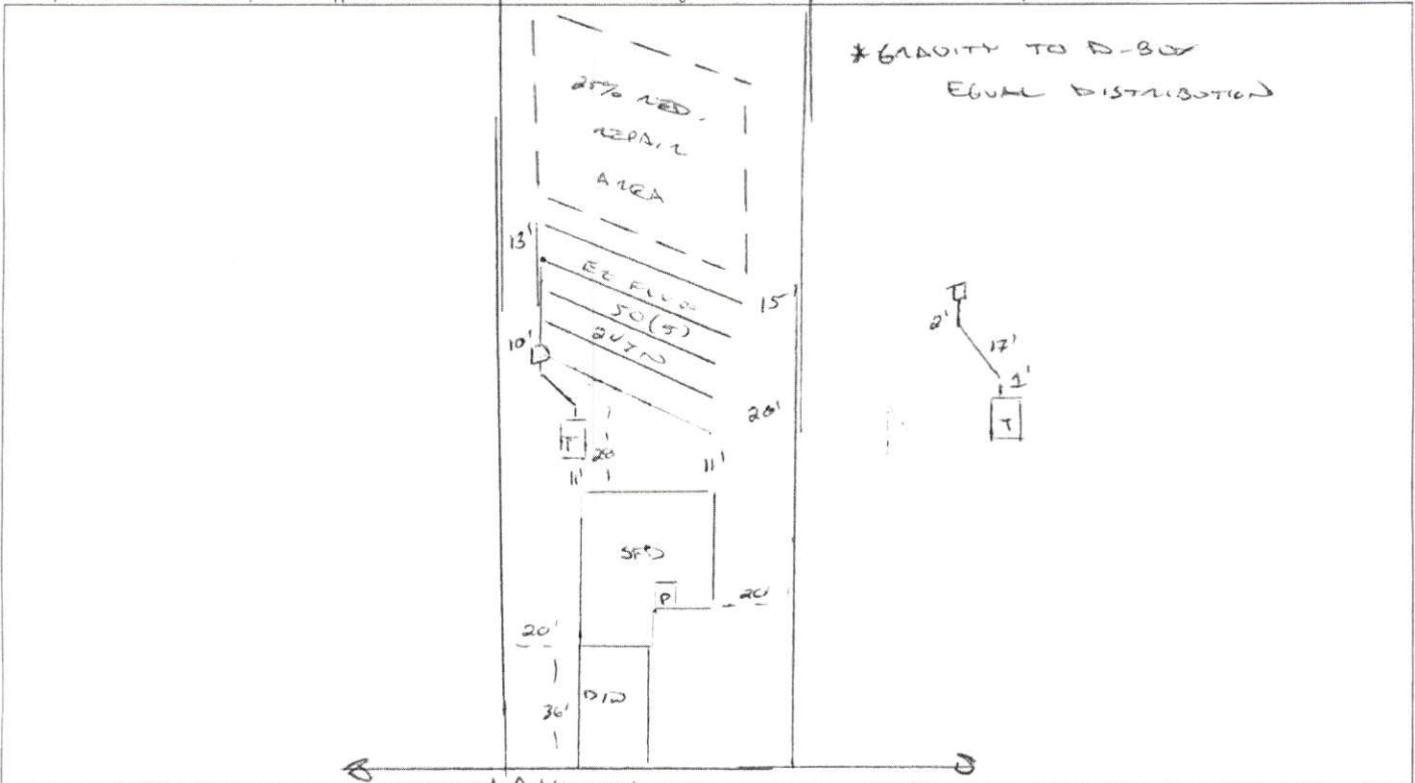 * GRAVITY TO D-BOX
EQUAL DISTRIBUTION
25% RED.
REPAIR
AREA
13'
EZ FLOW
50(5)
15'
10'
2'
17'
1'
T
T
20
20'
11'
11'
SFD
P
20'
20'
D/W
36'